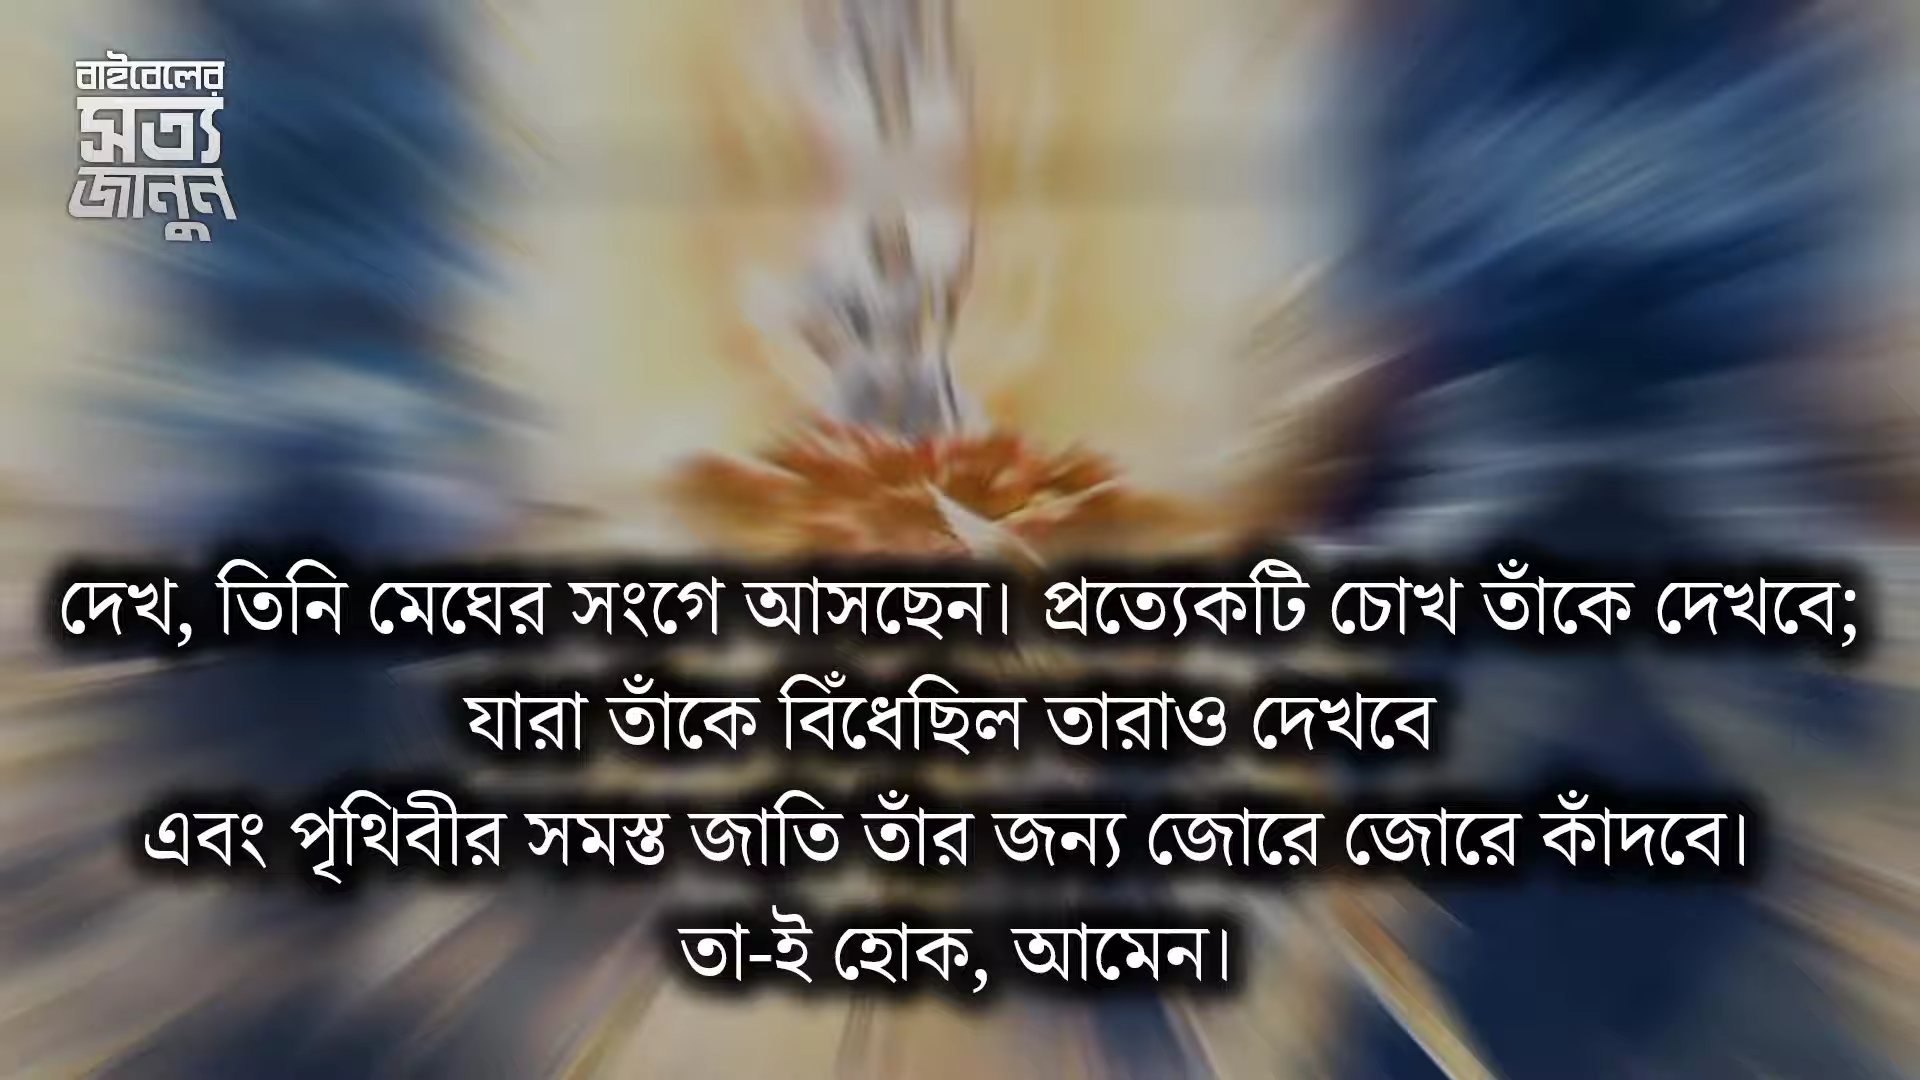 বাইবেলের
সত্য
জানুন
দেখ, তিনি মেঘের সংগে আসছেন। প্রত্যেকটি চোখ তাঁকে দেখবে;
যারা তাঁকে বিঁধেছিল তারাও দেখবে
এবং পৃথিবীর সমস্ত জাতি তাঁর জন্য জোরে জোরে কাঁদবে।
তা-ই হোক, আমেন।